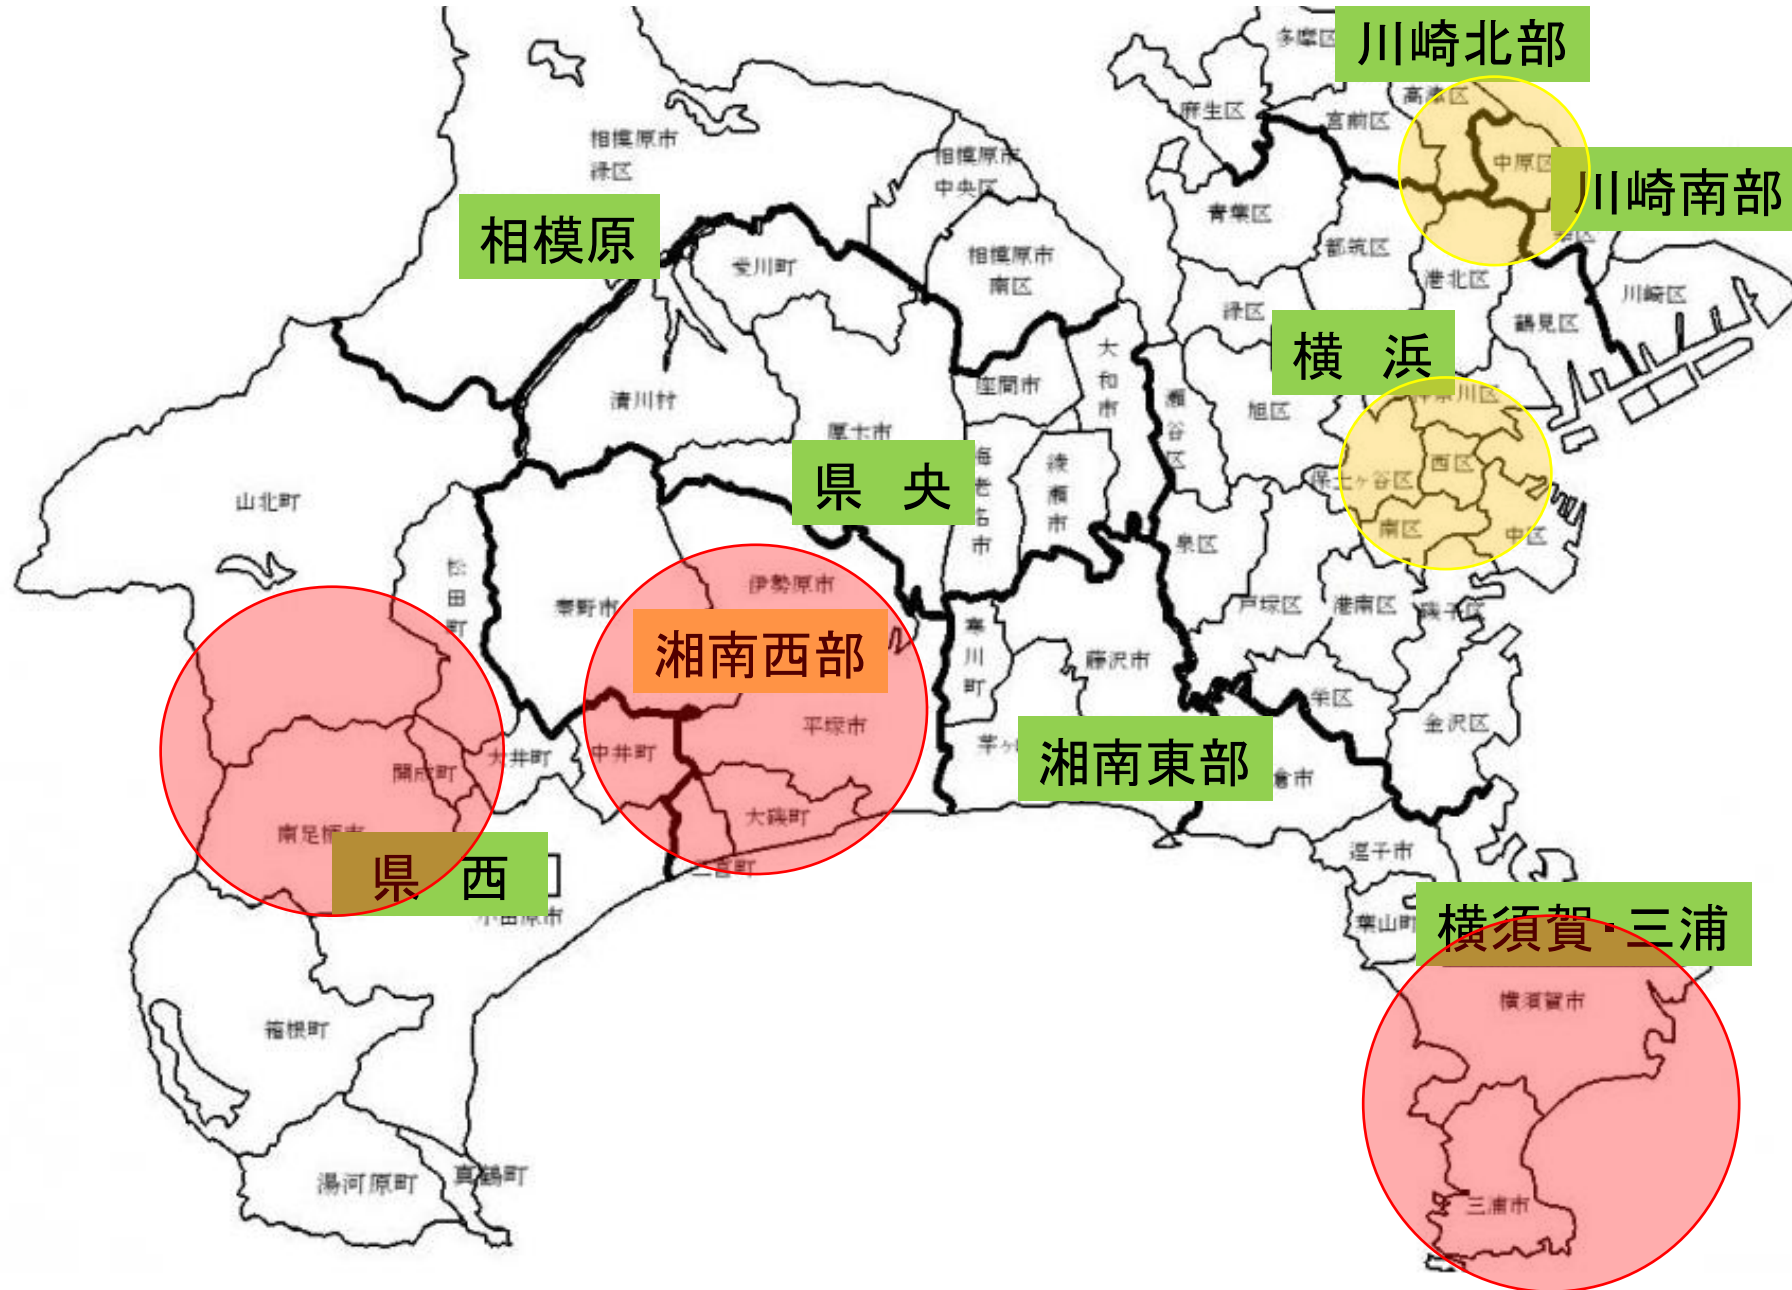 多摩区
川崎北部
高津区
麻生区
宮前区
相模原市
緑区
相模原市
中央区
中原区
川崎南部
相模原
青葉区
都筑区
愛川町
相模原市
南区
港北区
川崎区
緑区
鶴見区
横　浜
大和市
座間市
清川村
瀬谷区
旭区
神奈川区
厚木市
県　央
海老名市
綾瀬市
保土ヶ谷区
西区
山北町
南区
中区
泉区
松田町
伊勢原市
秦野市
戸塚区
港南区
磯子区
湘南西部
寒川町
藤沢市
栄区
平塚市
金沢区
茅ヶ
湘南東部
倉市
大井町
中井町
開成町
大磯町
南足柄市
県　西
二宮町
逗子市
小田原市
葉山町
横須賀・三浦
横須賀市
箱根町
湯河原町
真鶴町
三浦市